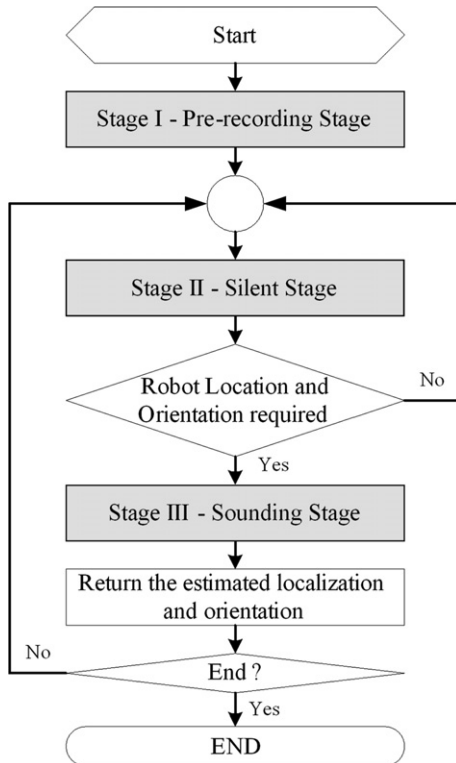 Start
Stage I - Pre-recording Stage
Stage II - Silent Stage
Robot Location and
Orientation required
No
Yes
Stage III - Sounding Stage
Return the estimated localization
and orientation
No
End ?
Yes
END